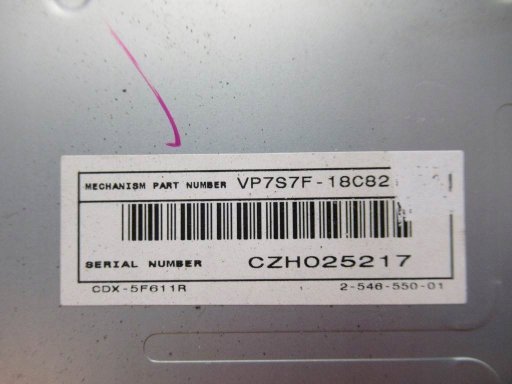 MECHANISM PART NUMBER VP7S7F-18C82
SERIAL NUMBER CZH025217
CDX-5F611R 2-546-550-01